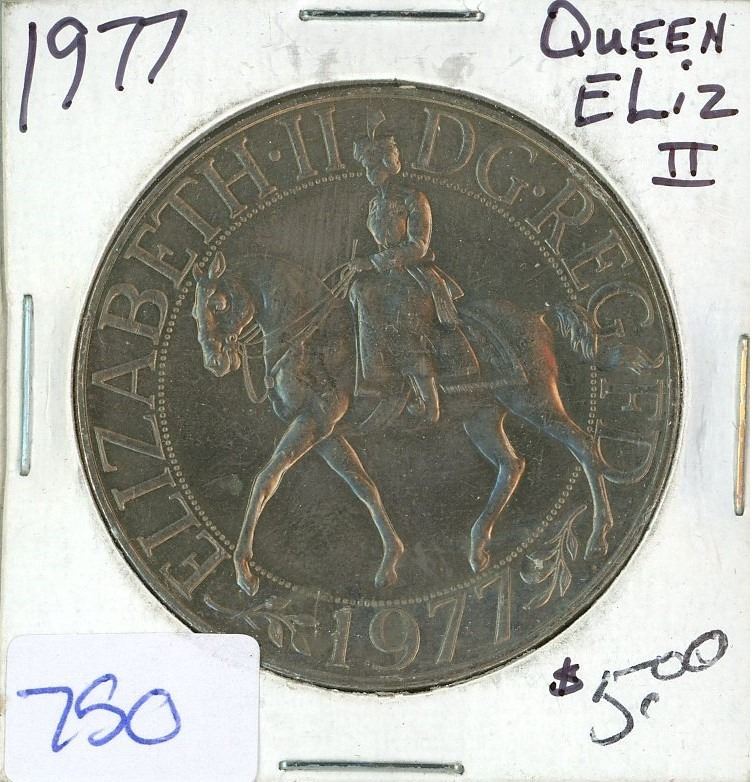 1977
QUEEN
ELiZ
II
ELIZABETH·II DG·REG FD
1977
$5.00
750